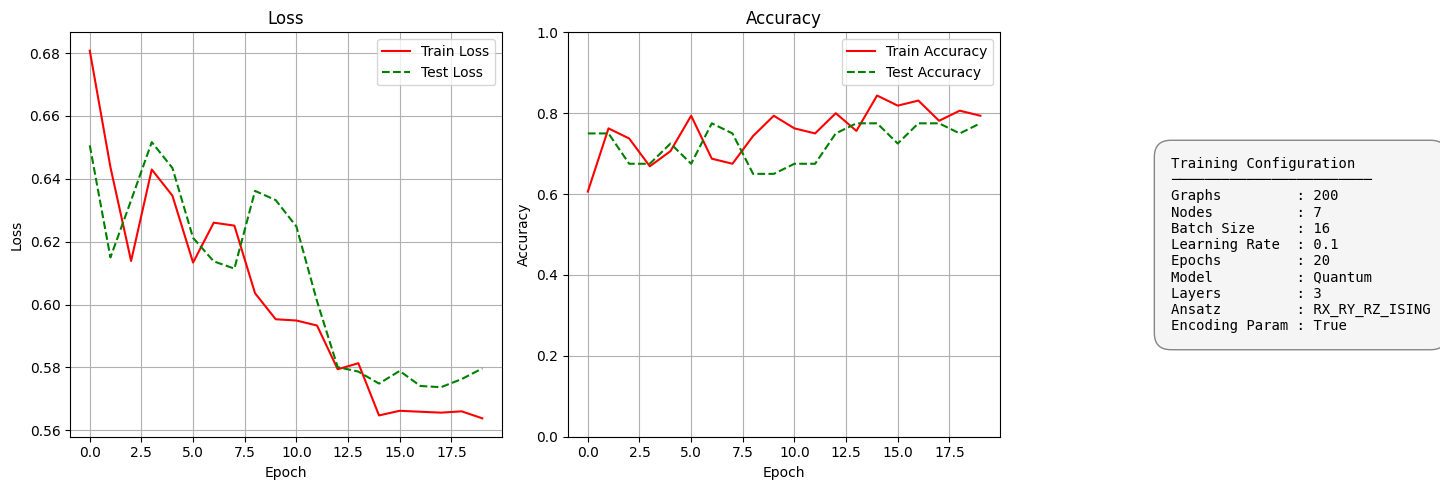 Loss
Train Loss
Test Loss
0.68
0.66
0.64
0.62
0.60
0.58
0.56
Loss
0.0 2.5 5.0 7.5 10.0 12.5 15.0 17.5
Epoch
Accuracy
Train Accuracy
Test Accuracy
1.0
0.8
0.6
0.4
0.2
0.0
Accuracy
0.0 2.5 5.0 7.5 10.0 12.5 15.0 17.5
Epoch
Training Configuration
Graphs : 200
Nodes : 7
Batch Size : 16
Learning Rate : 0.1
Epochs : 20
Model : Quantum
Layers : 3
Ansatz : RX_RY_RZ_ISING
Encoding Param : True